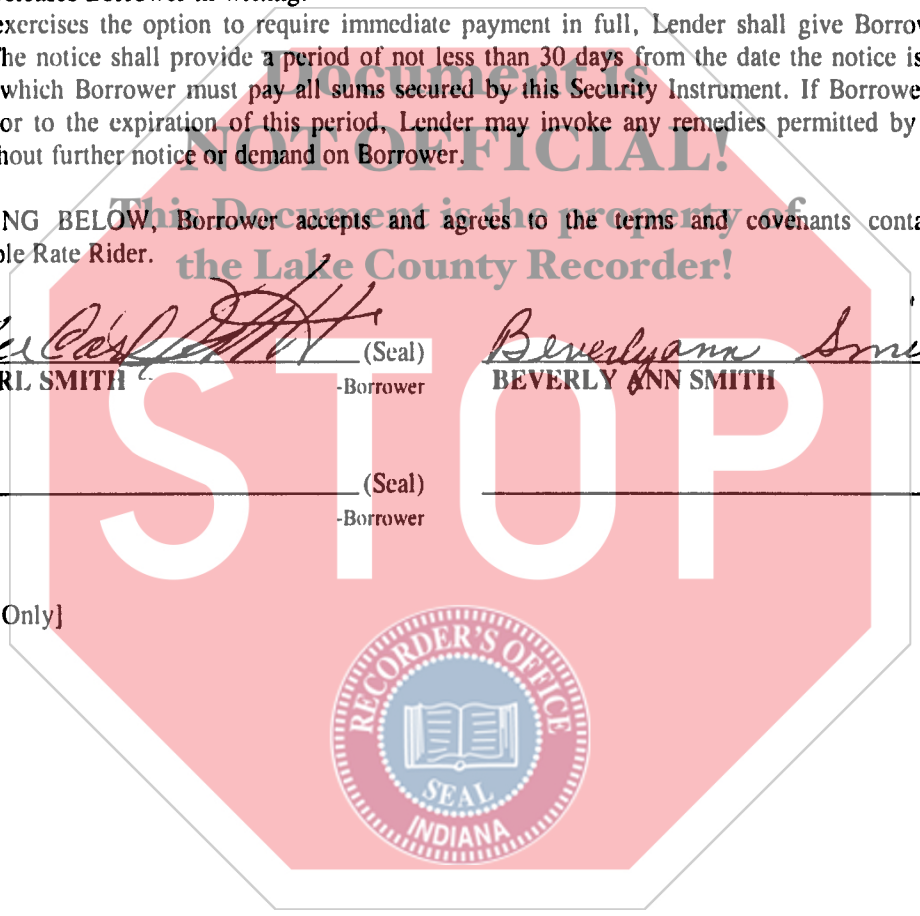 exercises the option to require immediate payment in full, Lender shall give Borrow
he notice shall provide a period of not less than 30 days from the date the notice is
which Borrower must pay all sums secured by this Security Instrument. If Borrowe
or to the expiration of this period, Lender may invoke any remedies permitted by
hout further notice or demand on Borrower.
Document is
NOT OFFICIAL!
This Document is the property of
the Lake County Recorder!
NG BELOW, Borrower accepts and agrees to the terms and covenants conta
ble Rate Rider.
Carl (Seal) Beverlyann Smi
RL SMITH -Borrower BEVERLY ANN SMITH
STOP
(Seal)
-Borrower
Only]
RECORDER'S OFFICE
SEAL
INDIANA